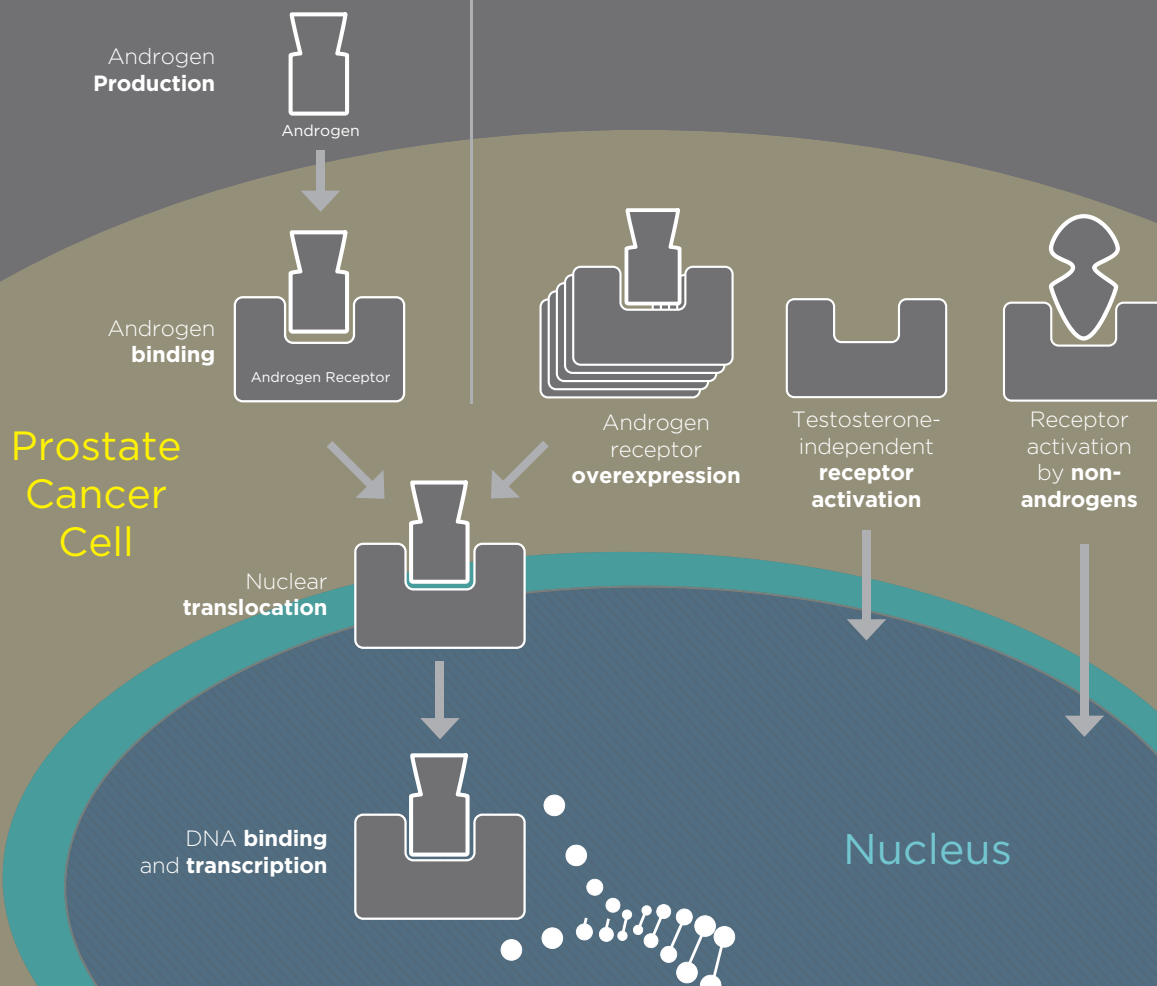 Androgen
Production
Androgen
Androgen
binding
Androgen Receptor
Androgen
receptor
overexpression
Testosterone-
independent
receptor
activation
Receptor
activation
by non-
androgens
Prostate
Cancer
Cell
Nuclear
translocation
DNA binding
and transcription
Nucleus